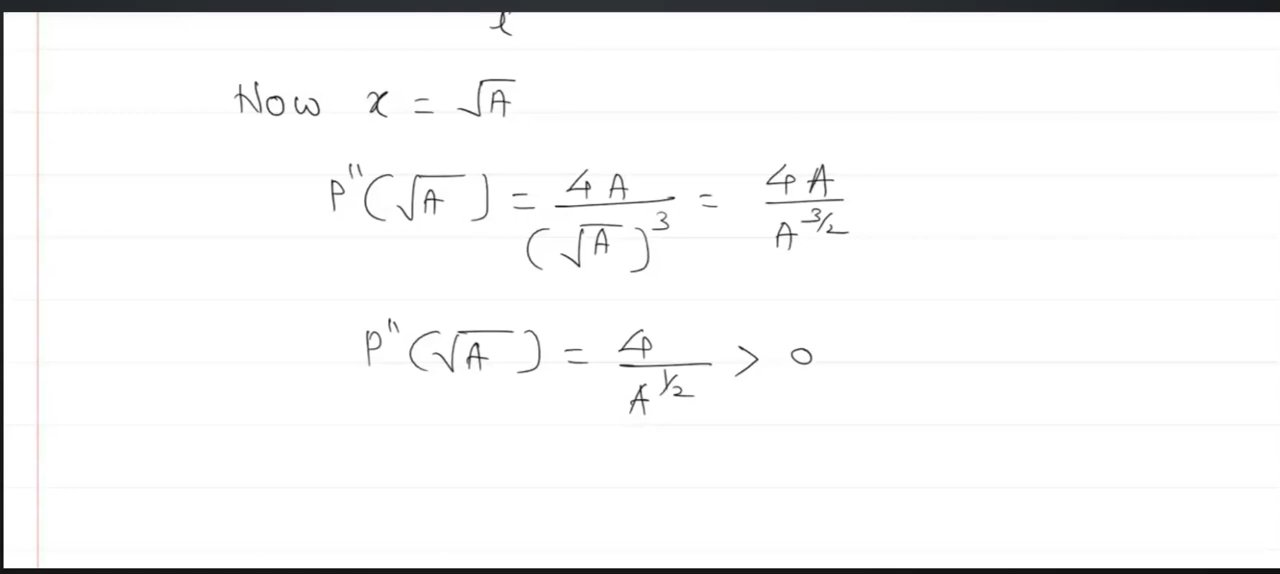 Now x = √A
P"(√A) = 4A/(√A)^3 = 4A/A^3/2
P"(√A) = 4/A^1/2 > 0